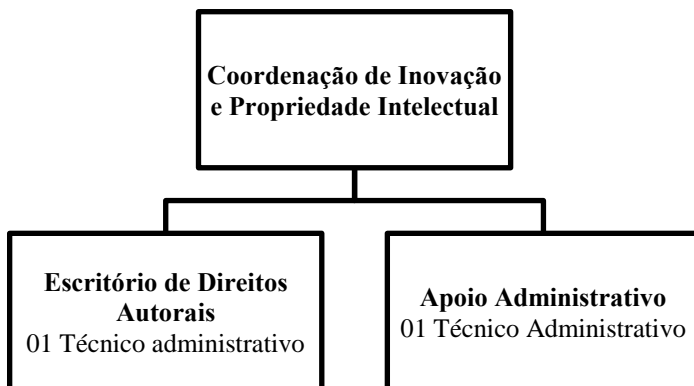 Coordenação de Inovação
e Propriedade Intelectual
Escritório de Direitos
Autorais
01 Técnico administrativo
Apoio Administrativo
01 Técnico Administrativo